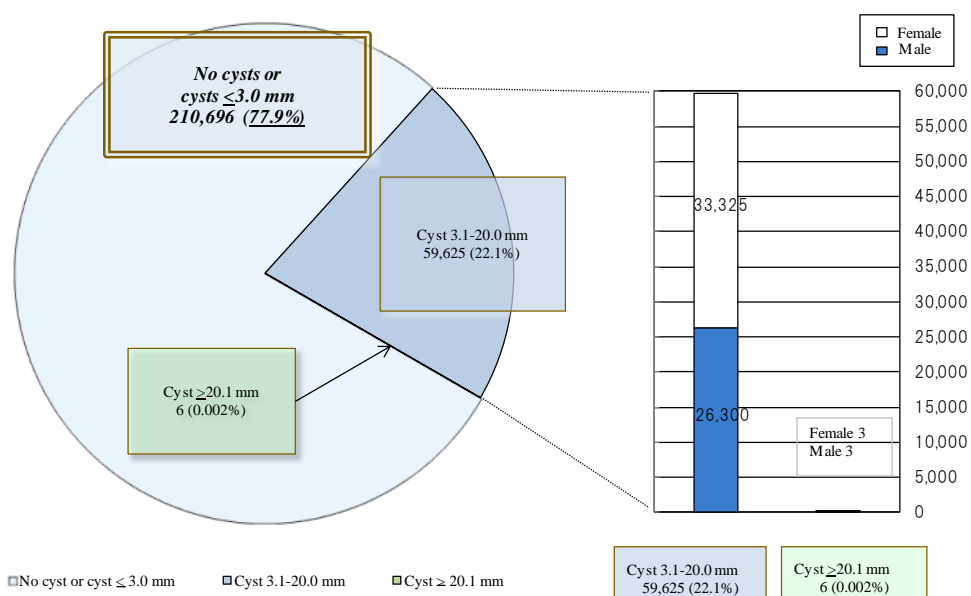 No cysts or
cysts ≤3.0 mm
210,696 (77.9%)
Cyst 3.1-20.0 mm
59,625 (22.1%)
Cyst ≥20.1 mm
6 (0.002%)
No cyst or cyst ≤ 3.0 mm
Cyst 3.1-20.0 mm
Cyst ≥ 20.1 mm
Female
Male
60,000
55,000
50,000
45,000
40,000
35,000
30,000
25,000
20,000
15,000
10,000
5,000
0
33,325
26,300
Female 3
Male 3
Cyst 3.1-20.0 mm
59,625 (22.1%)
Cyst ≥20.1 mm
6 (0.002%)